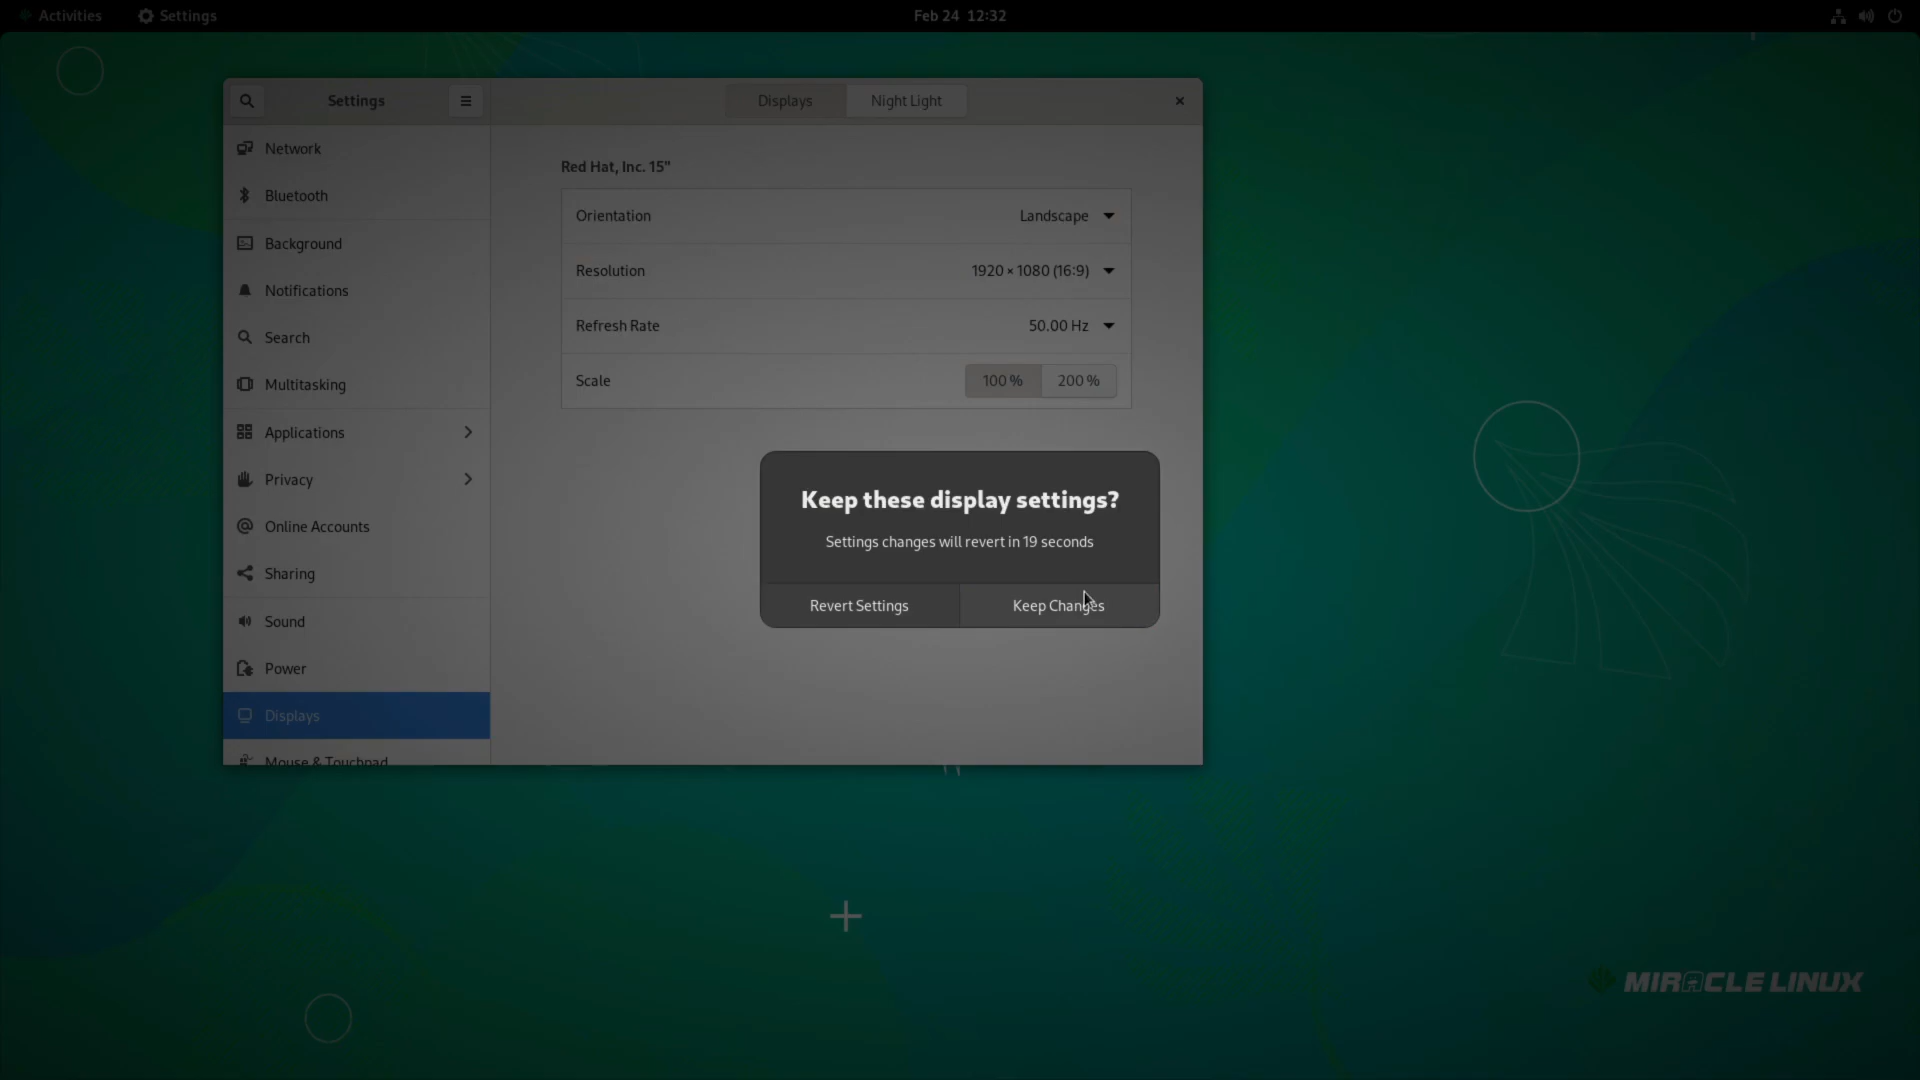 Activities Settings Feb 24 12:32
Settings Displays Night Light
Network
Bluetooth
Background
Notifications
Search
Multitasking
Applications
Privacy
Online Accounts
Sharing
Sound
Power
Displays
Mouse & Touchpad
Red Hat, Inc. 15"
Orientation Landscape
Resolution 1920 × 1080 (16:9)
Refresh Rate 50.00 Hz
Scale 100 % 200 %
Keep these display settings?
Settings changes will revert in 19 seconds
Revert Settings Keep Changes
MIRACLE LINUX